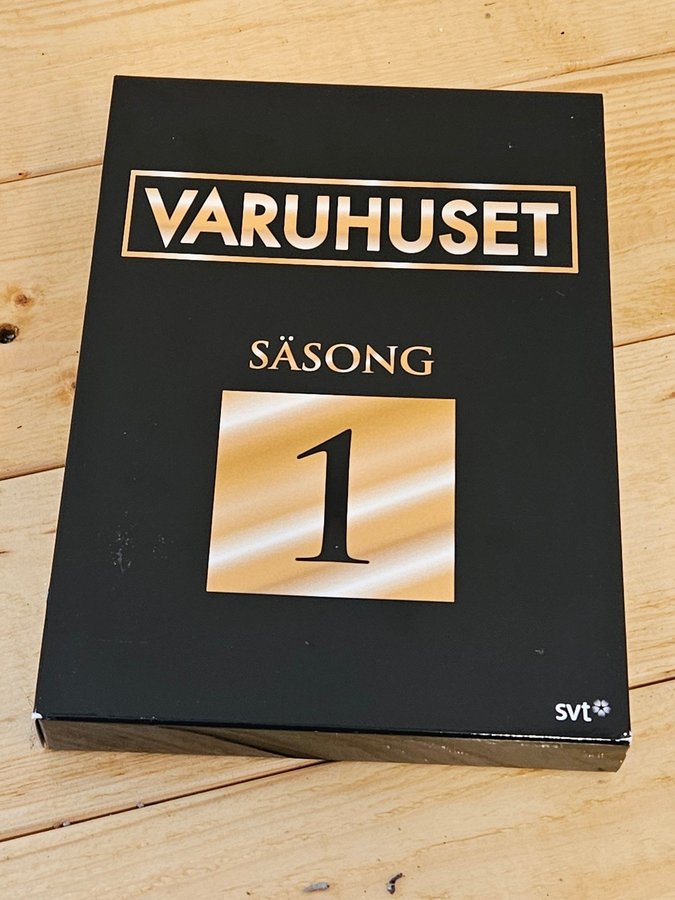 VARUHUSET
SÄSONG
1
svt